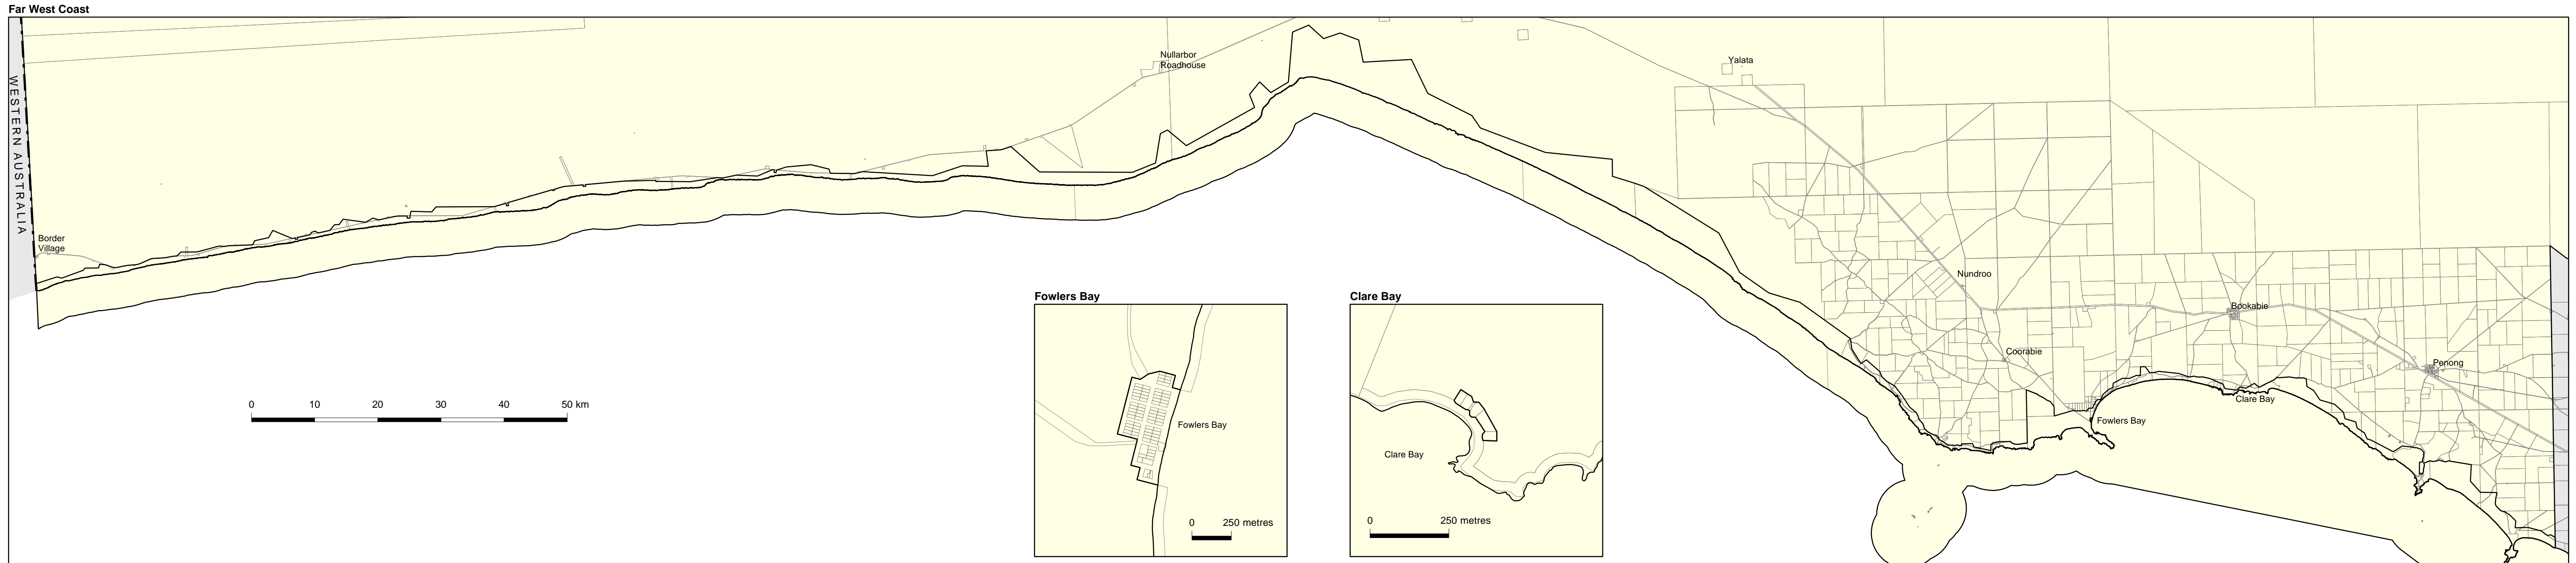 Far West Coast
WESTERN AUSTRALIA
Nullarbor
Roadhouse
Yalata
Border
Village
Nundroo
Bookabie
Coorabie
Penong
Clare Bay
Fowlers Bay
0 10 20 30 40 50 km
Fowlers Bay
Fowlers Bay
0 250 metres
Clare Bay
Clare Bay
0 250 metres